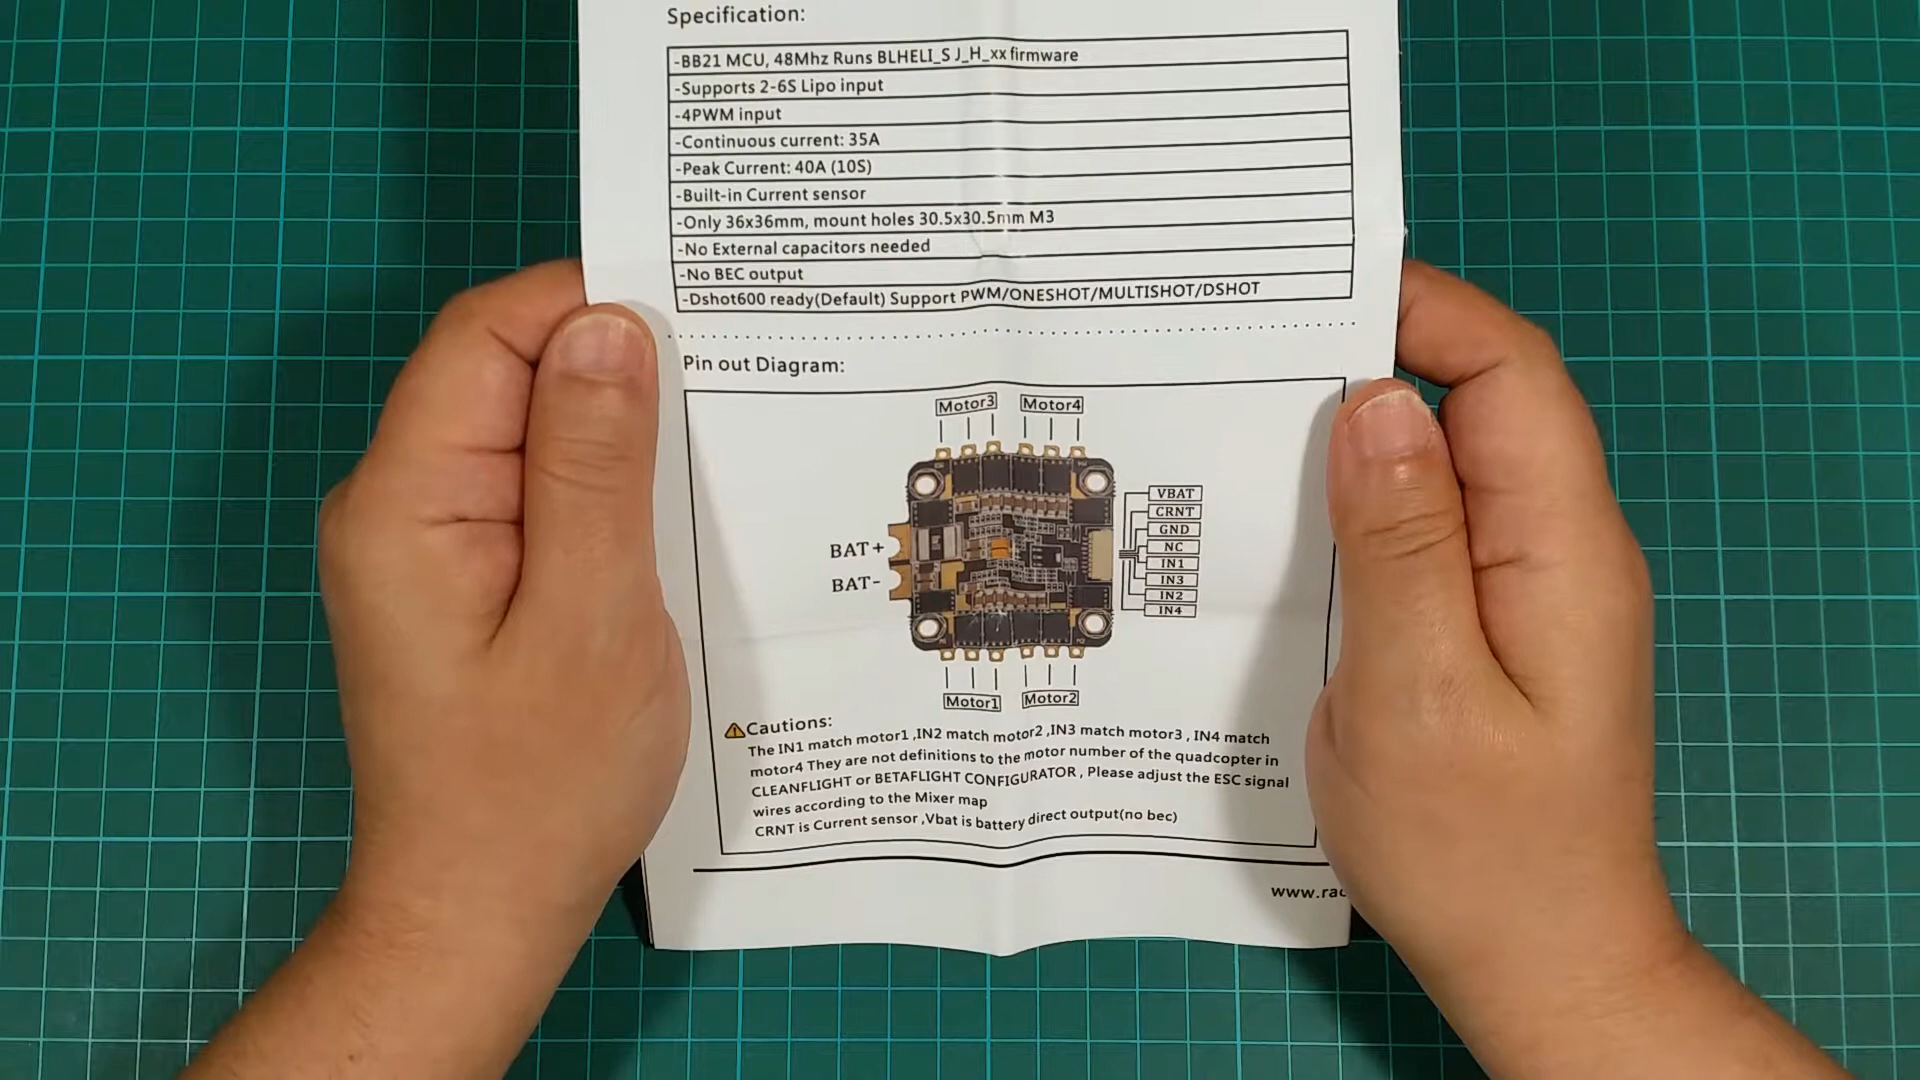 Specification:
-BB21 MCU, 48Mhz Runs BLHELI_S J_H_xx firmware
-Supports 2-6S Lipo input
-4PWM input
-Continuous current: 35A
-Peak Current: 40A (10S)
-Built-in Current sensor
-Only 36x36mm, mount holes 30.5x30.5mm M3
-No External capacitors needed
-No BEC output
-Dshot600 ready(Default) Support PWM/ONESHOT/MULTISHOT/DSHOT
Pin out Diagram:
Motor3 Motor4
VBAT
CRNT
GND
BAT+
NC
IN1
BAT-
IN3
IN2
IN4
Motor1 Motor2
Cautions:
The IN1 match motor1 ,IN2 match motor2 ,IN3 match motor3 , IN4 match
motor4 They are not definitions to the motor number of the quadcopter in
CLEANFLIGHT or BETAFLIGHT CONFIGURATOR , Please adjust the ESC signal
wires according to the Mixer map
CRNT is Current sensor ,Vbat is battery direct output(no bec)
www.rac